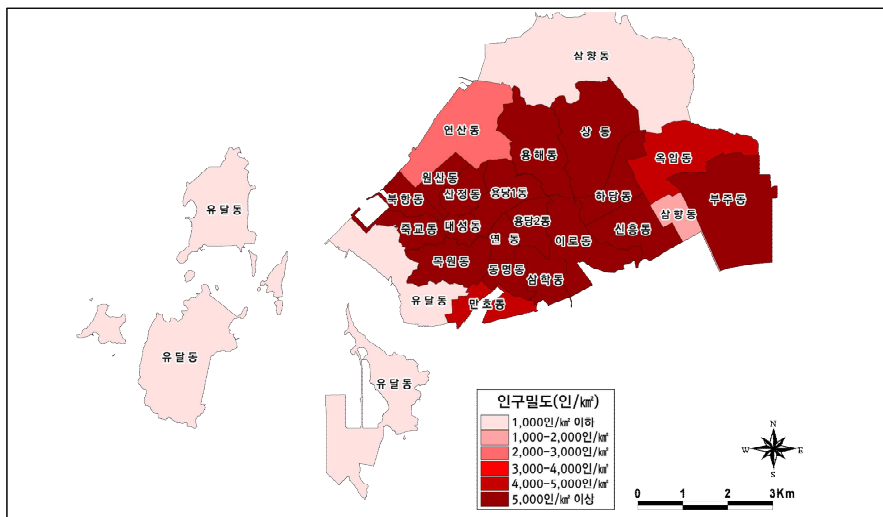 삼향동
연산동
상 동
용해동
옥암동
원산동
북항동
산정동
용당1동
하당동
부주동
유달동
삼향동
죽교동
대성동
용당2동
연 동
이로동
신흥동
목원동
동명동
삼학동
유달동
만호동
유달동
유달동
인구밀도(인/㎢)
1,000인/㎢ 이하
1,000-2,000인/㎢
2,000-3,000인/㎢
3,000-4,000인/㎢
4,000-5,000인/㎢
5,000인/㎢ 이상
N
W E
S
0 1 2 3Km